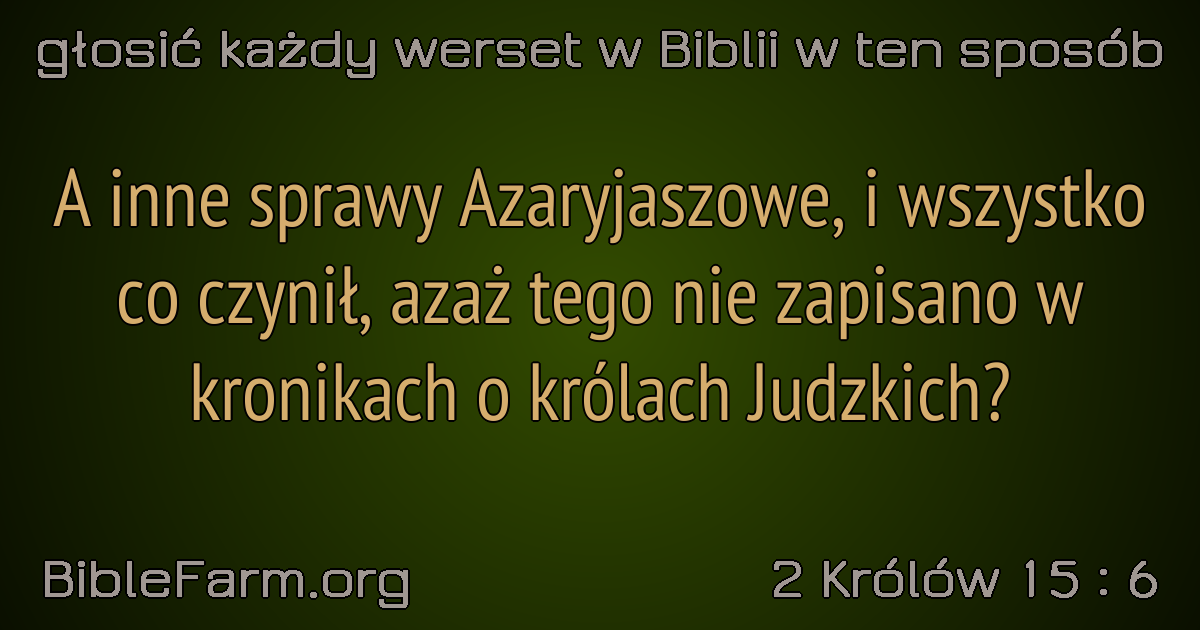 głosić każdy werset w Biblii w ten sposób
A inne sprawy Azaryjaszowe, i wszystko
co czynił, azaż tego nie zapisano w
kronikach o królach Judzkich?
BibleFarm.org
2 Królów 15 : 6